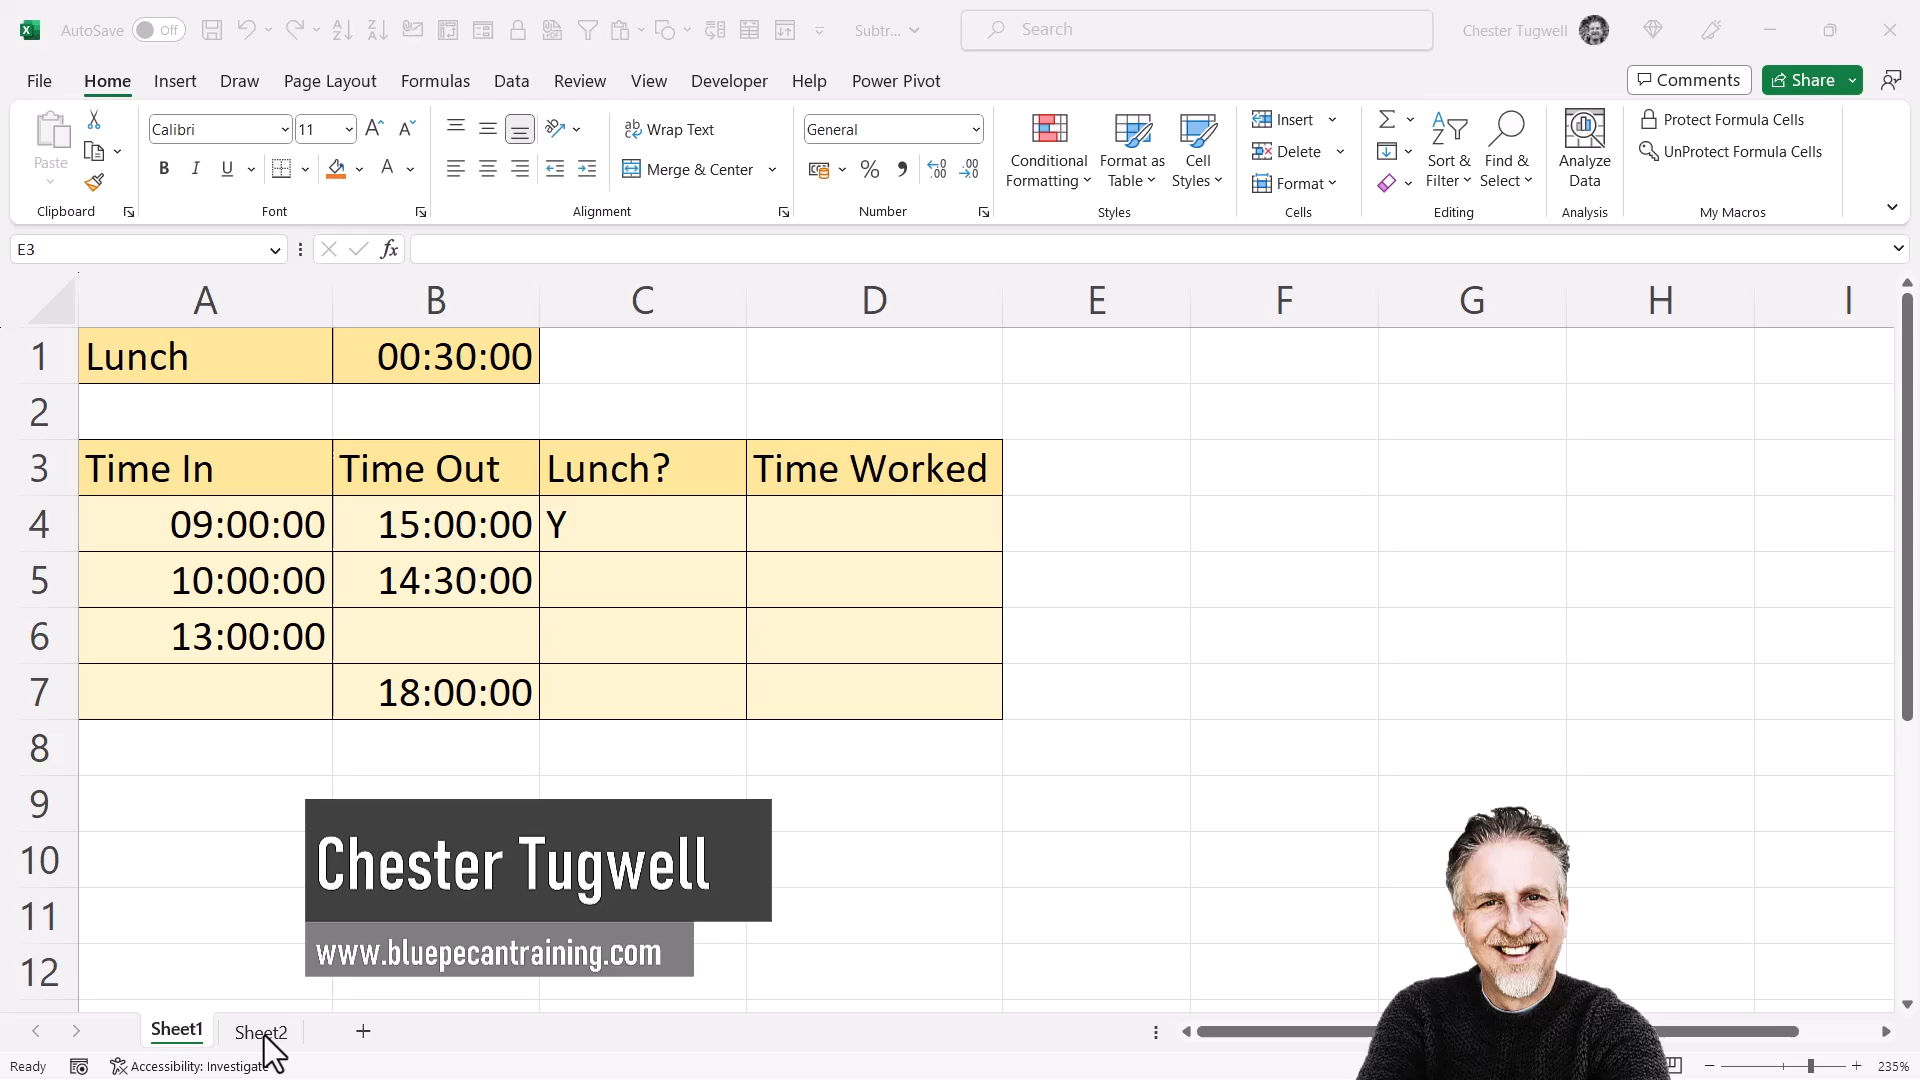 AutoSave Off Subtr... Search Chester Tugwell
File Home Insert Draw Page Layout Formulas Data Review View Developer Help Power Pivot Comments Share
Paste Calibri 11 Wrap Text General Conditional Formatting Format as Table Cell Styles Insert Sort & Filter Find & Select Analyze Data Protect Formula Cells
B I U Merge & Center % Delete UnProtect Formula Cells
Format
Clipboard Font Alignment Number Styles Cells Editing Analysis My Macros
E3 fx
A B C D E F G H I
1 Lunch 00:30:00
2
3 Time In Time Out Lunch? Time Worked
4 09:00:00 15:00:00 Y
5 10:00:00 14:30:00
6 13:00:00
7 18:00:00
8
9
10
11
12
Chester Tugwell
www.bluepecantraining.com
Sheet1 Sheet2
Ready Accessibility: Investigate 235%